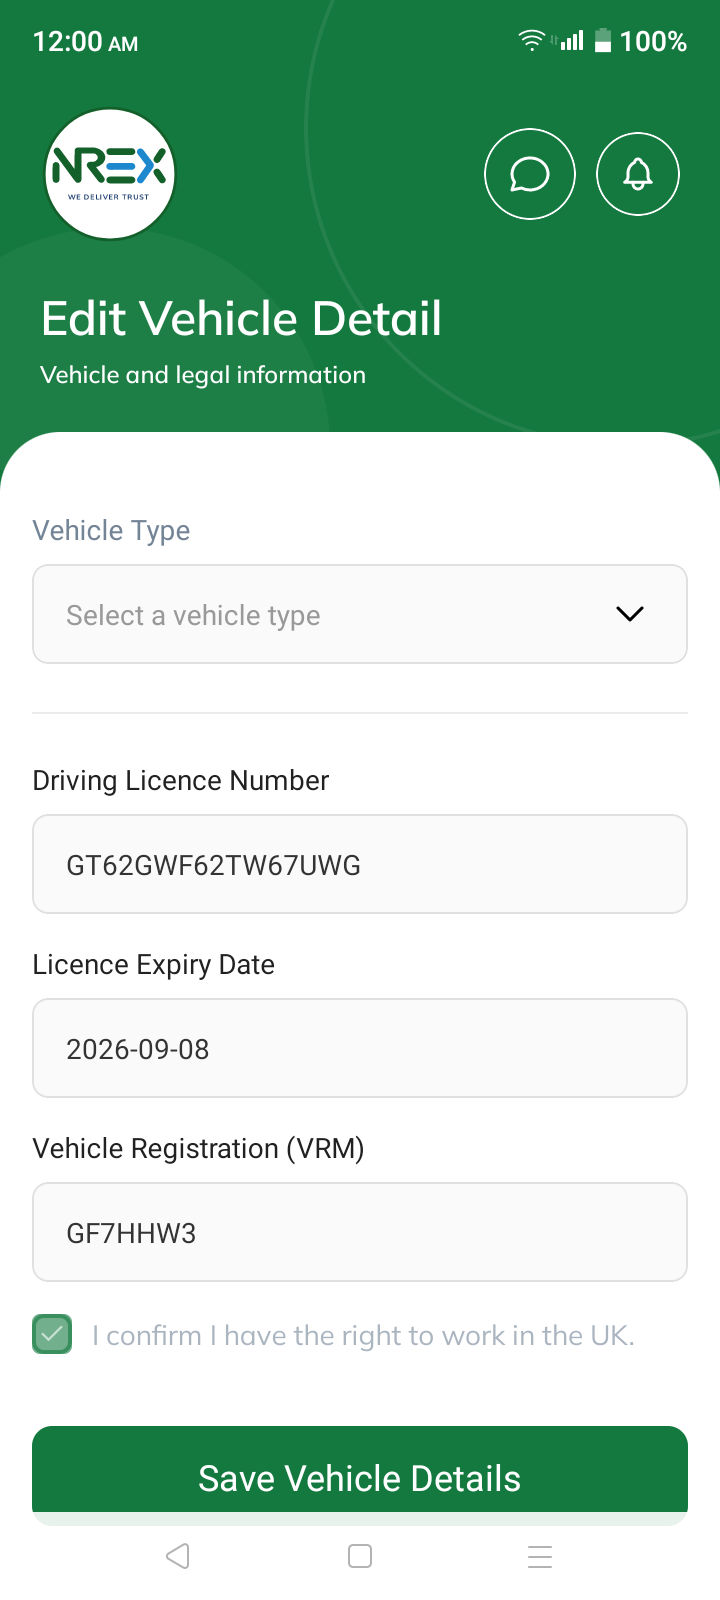 12:00 AM
100%
NREX
WE DELIVER TRUST
Edit Vehicle Detail
Vehicle and legal information
Vehicle Type
Select a vehicle type
Driving Licence Number
GT62GWF62TW67UWG
Licence Expiry Date
2026-09-08
Vehicle Registration (VRM)
GF7HHW3
I confirm I have the right to work in the UK.
Save Vehicle Details